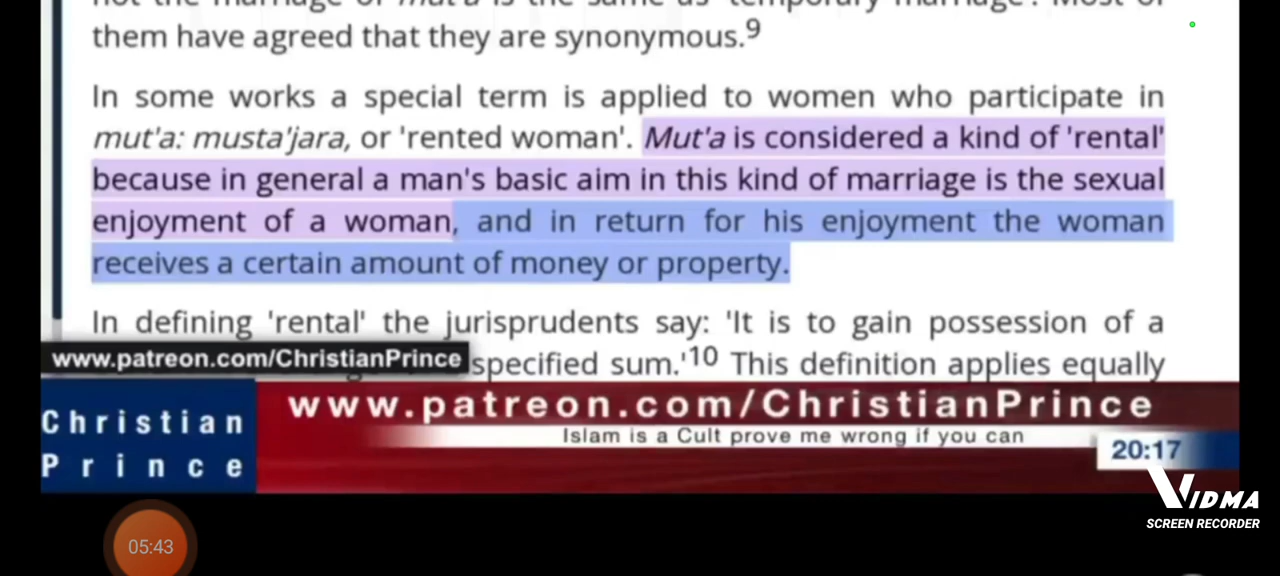 them have agreed that they are synonymous.9
In some works a special term is applied to women who participate in
mut'a: musta'jara, or 'rented woman'. Mut'a is considered a kind of 'rental'
because in general a man's basic aim in this kind of marriage is the sexual
enjoyment of a woman, and in return for his enjoyment the woman
receives a certain amount of money or property.
In defining 'rental' the jurisprudents say: 'It is to gain possession of a
www.patreon.com/ChristianPrince specified sum.'10 This definition applies equally
www.patreon.com/ChristianPrince
Christian
Prince
Islam is a Cult prove me wrong if you can
20:17
VIDMA
SCREEN RECORDER
05:43